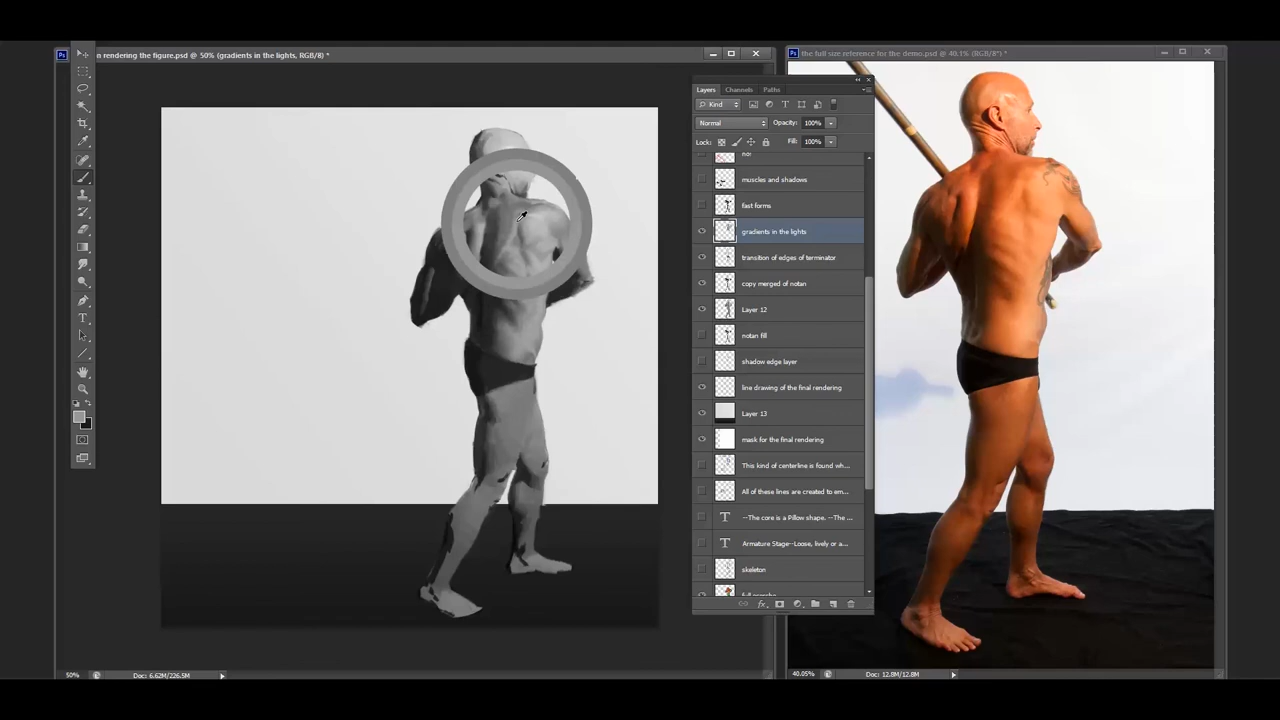 n rendering the figure.psd @ 50% (gradients in the lights, RGB/8) *
the full size reference for the demo.psd @ 40.1% (RGB/8*) *
Layers
Channels
Paths
Kind
Normal
Opacity: 100%
Lock:
Fill: 100%
muscles and shadows
fast forms
gradients in the lights
transition of edges of terminator
copy merged of notan
Layer 12
notan fill
shadow edge layer
line drawing of the final rendering
Layer 13
mask for the final rendering
This kind of centerline is found wh...
All of these lines are created to em...
--The core is a Pillow shape. --The ...
Armature Stage--Loose, lively or a...
skeleton
fx
50%
Doc: 6.62M/226.5M
40.05%
Doc: 12.8M/12.8M